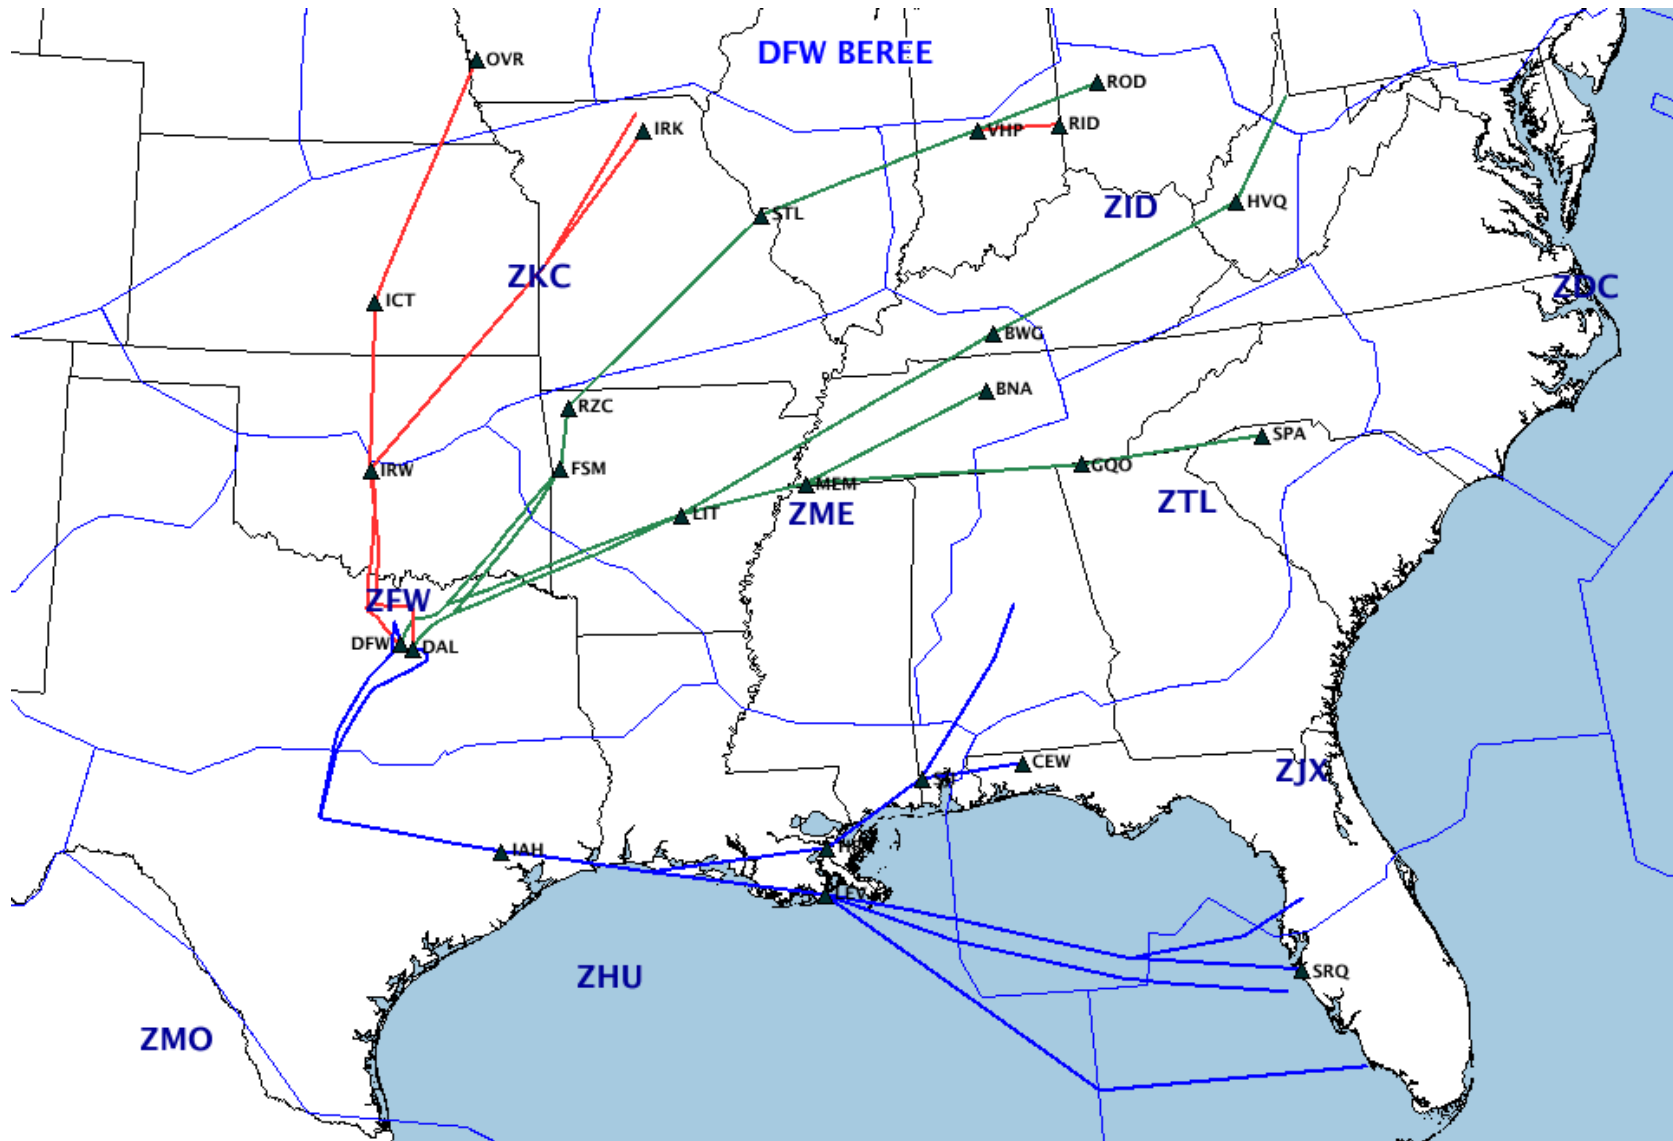 OVR
DFW BEREE
ROD
IRK
VHP
RID
HVQ
ZID
STL
ZKC
ZDC
ICT
BWG
BNA
RZC
SPA
IRW
FSM
GQO
MEM
ZME
ZTL
LIT
ZFW
DFW
DAL
CEW
ZJX
IAH
LEV
SRQ
ZHU
ZMO